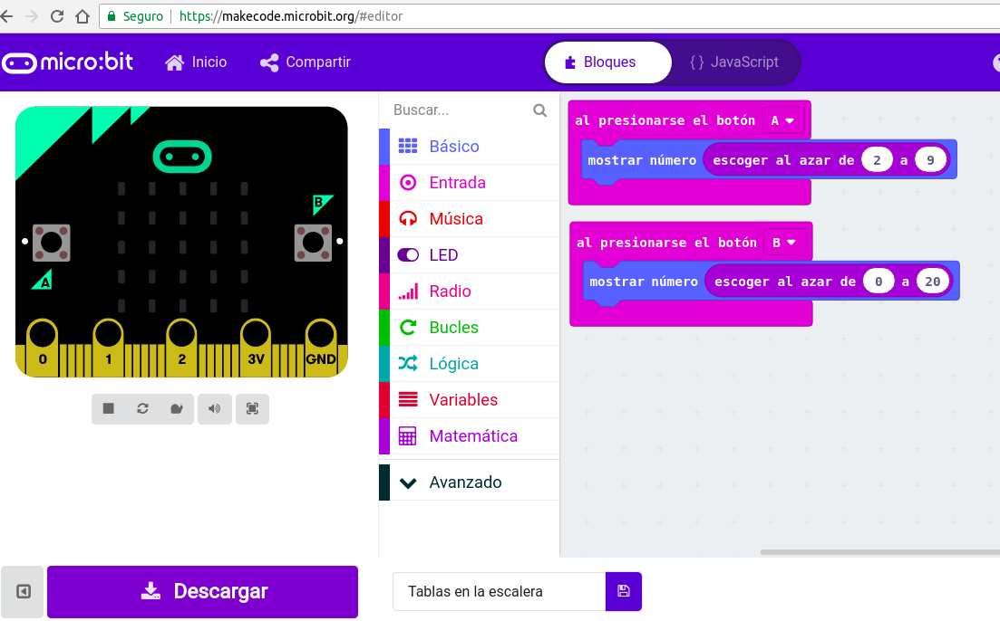 Seguro https://makecode.microbit.org/#editor
micro:bit Inicio Compartir Bloques {} JavaScript
Buscar...
Básico
Entrada
Música
LED
Radio
Bucles
Lógica
Variables
Matemática
Avanzado
al presionarse el botón A
mostrar número escoger al azar de 2 a 9
al presionarse el botón B
mostrar número escoger al azar de 0 a 20
B
A
0 1 2 3V GND
Descargar
Tablas en la escalera